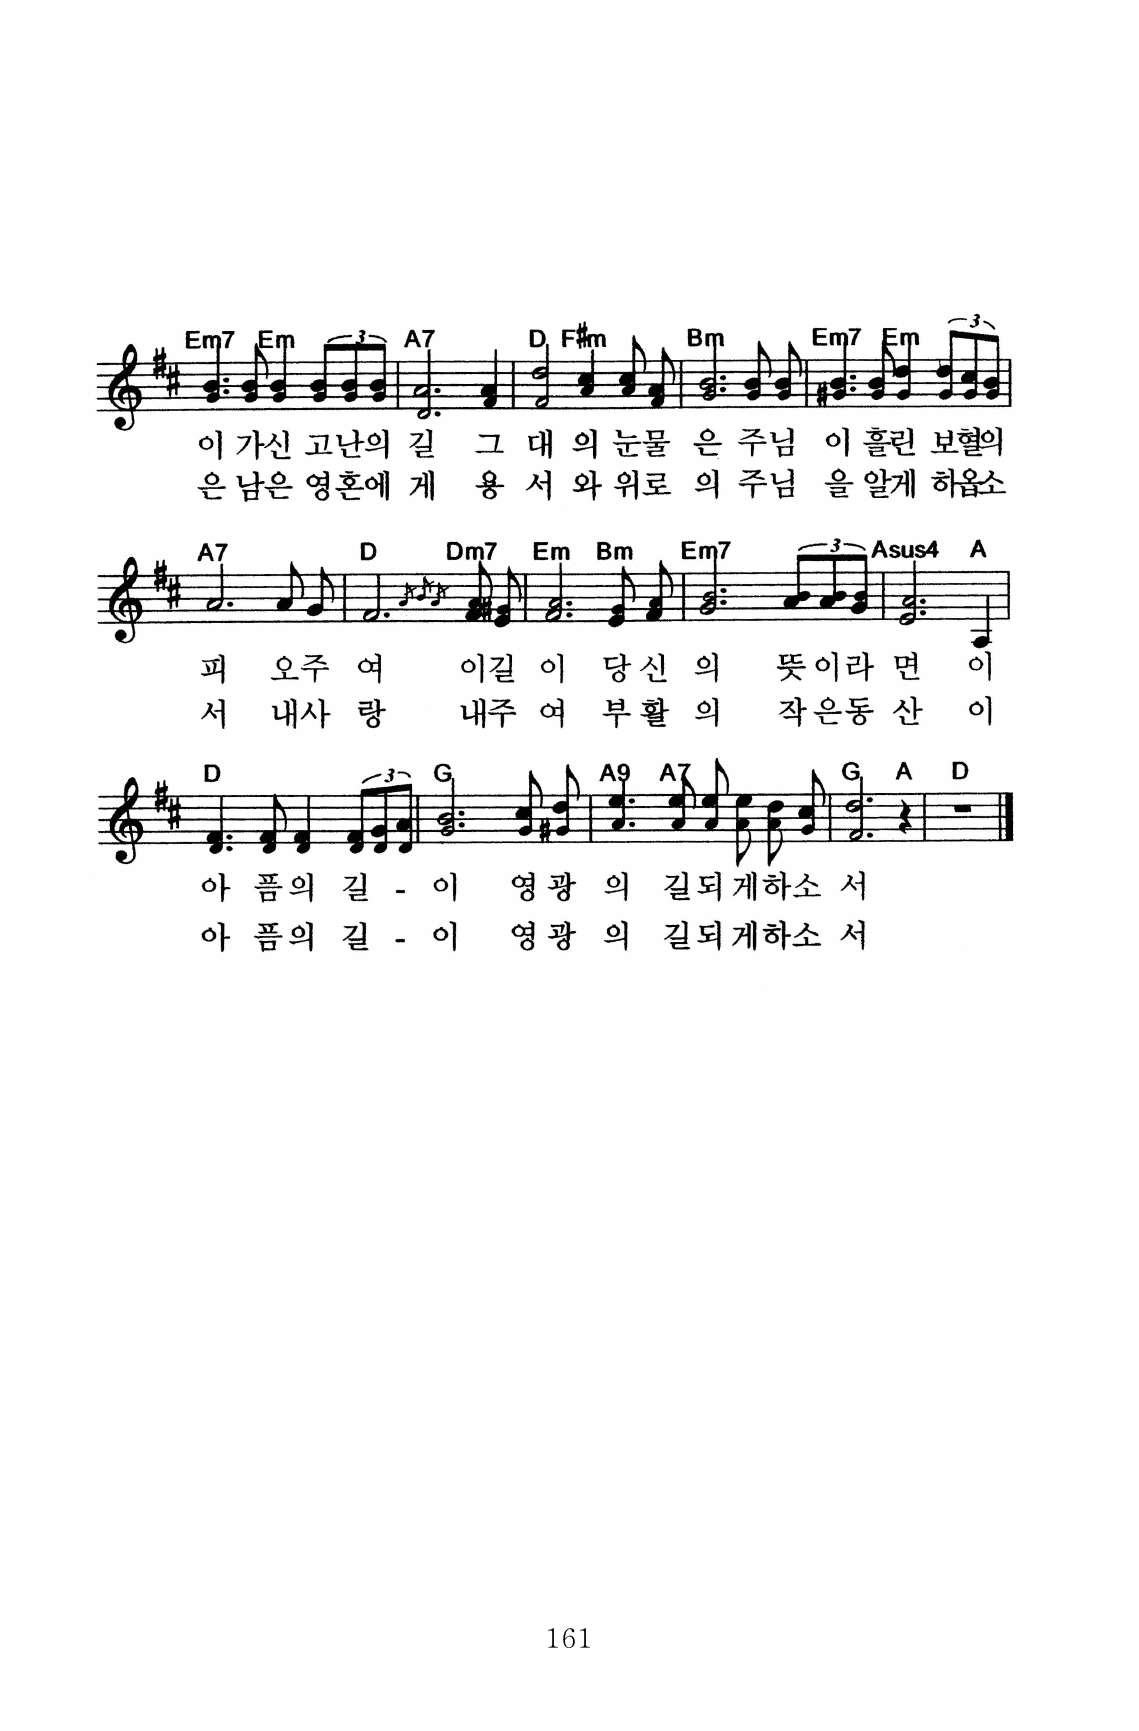 Em7 Em 3 A7 D F#m Bm Em7 Em 3
이 가신 고난의 길 그 대 의 눈물 은 주님 이 흘린 보혈의
은 남은 영혼에 게 용 서 와 위로 의 주님 을 알게 하옵소
A7 D Dm7 Em Bm Em7 3 Asus4 A
피 오주 여 이길 이 당신 의 뜻이라 면 이
서 내사 랑 내주 여 부활 의 작은동 산 이
D 3 G A9 A7 G A D
아 픔의 길 - 이 영광 의 길되게하소 서
아 픔의 길 - 이 영광 의 길되게하소 서
161